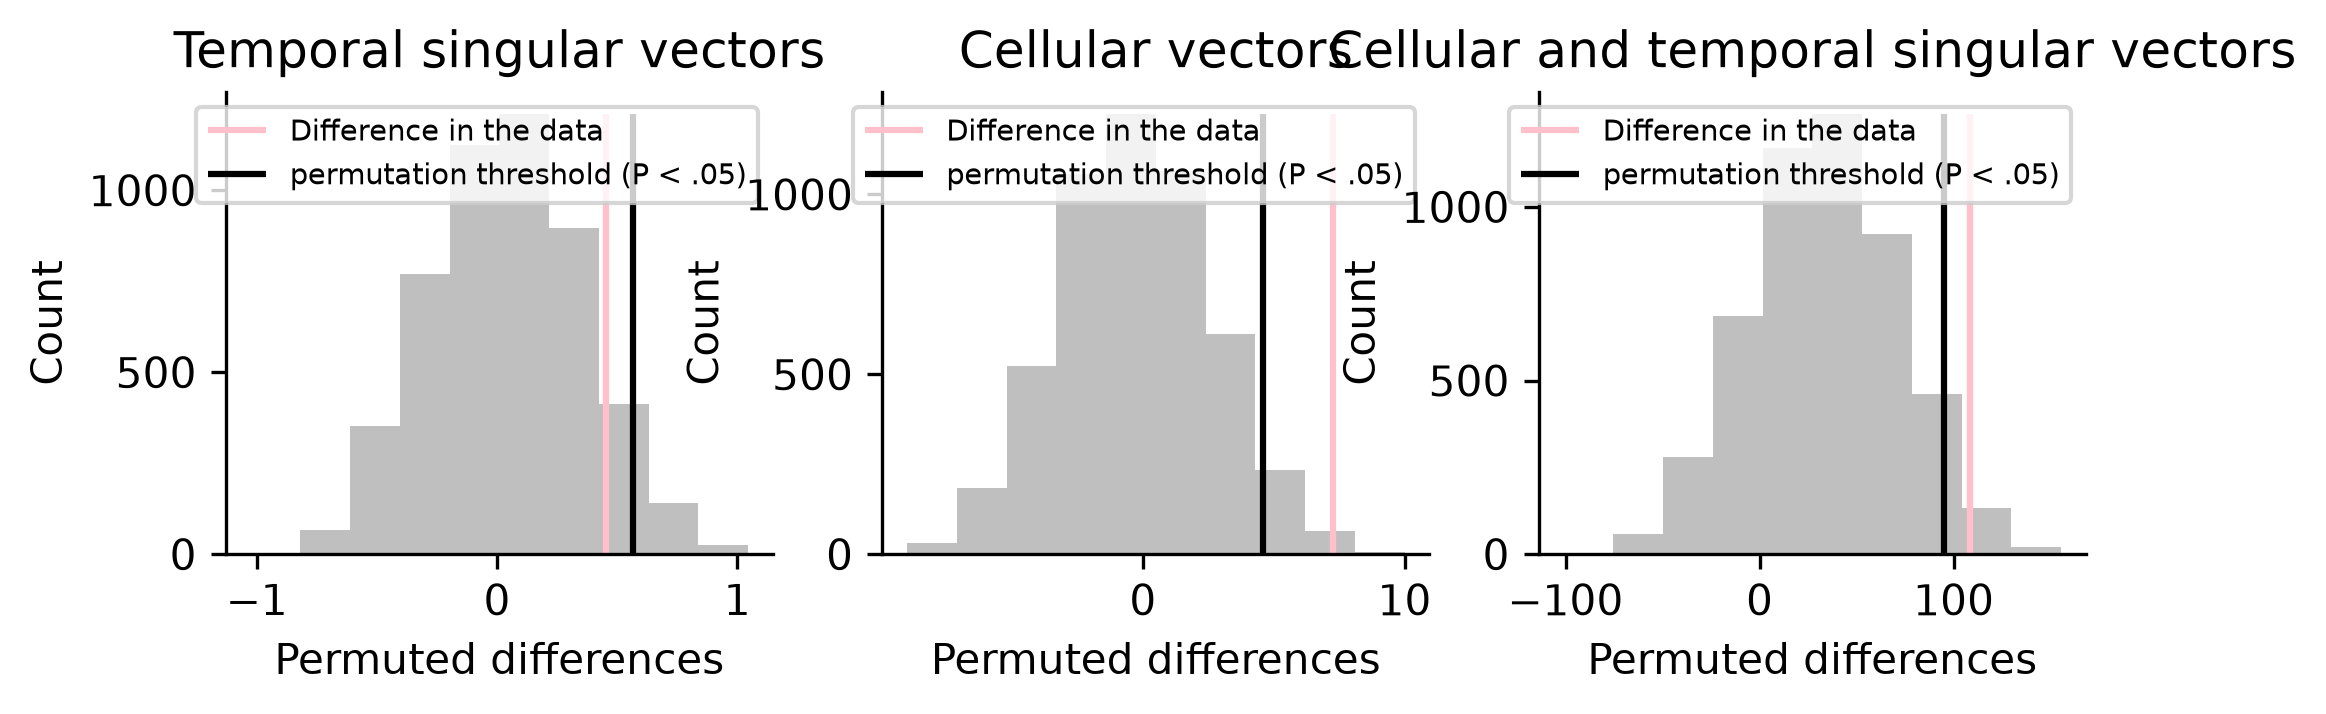 Temporal singular vectors
Difference in the data
permutation threshold (P < .05)
1000
500
0
Count
−1
0
1
Permuted differences
Cellular vectors
Difference in the data
permutation threshold (P < .05)
1000
500
0
Count
0
10
Permuted differences
Cellular and temporal singular vectors
Difference in the data
permutation threshold (P < .05)
1000
500
0
Count
−100
0
100
Permuted differences